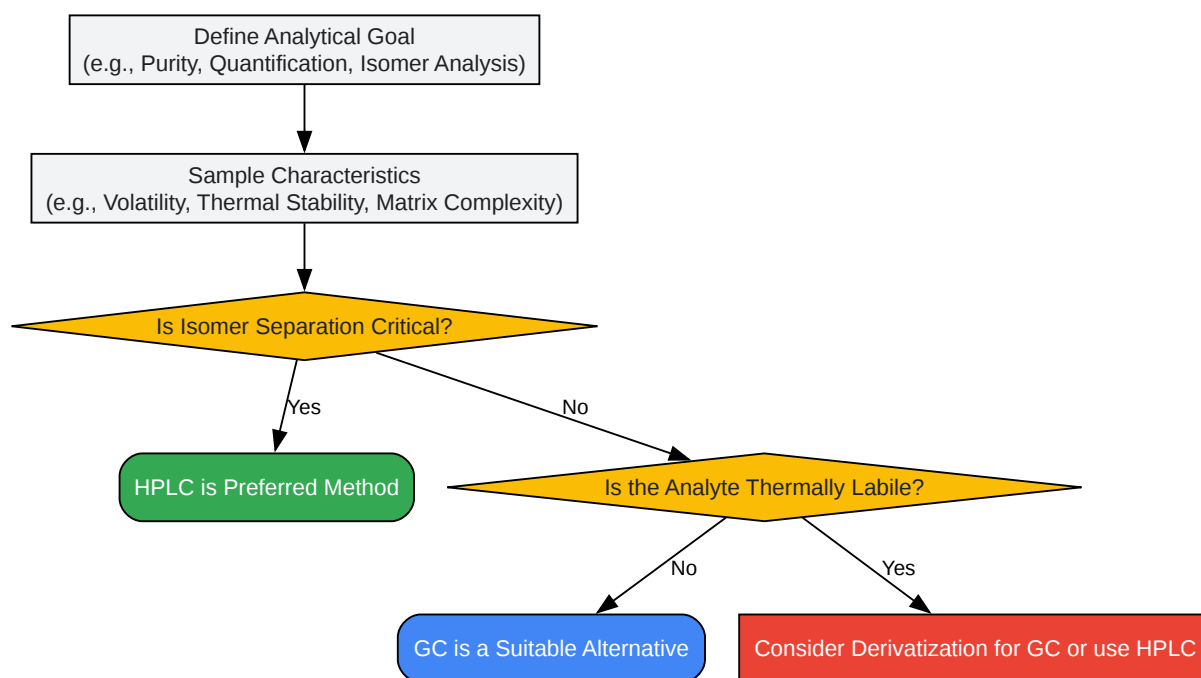 Define Analytical Goal
(e.g., Purity, Quantification, Isomer Analysis)
Sample Characteristics
(e.g., Volatility, Thermal Stability, Matrix Complexity)
Is Isomer Separation Critical?
Yes
No
HPLC is Preferred Method
Is the Analyte Thermally Labile?
No
Yes
GC is a Suitable Alternative
Consider Derivatization for GC or use HPLC